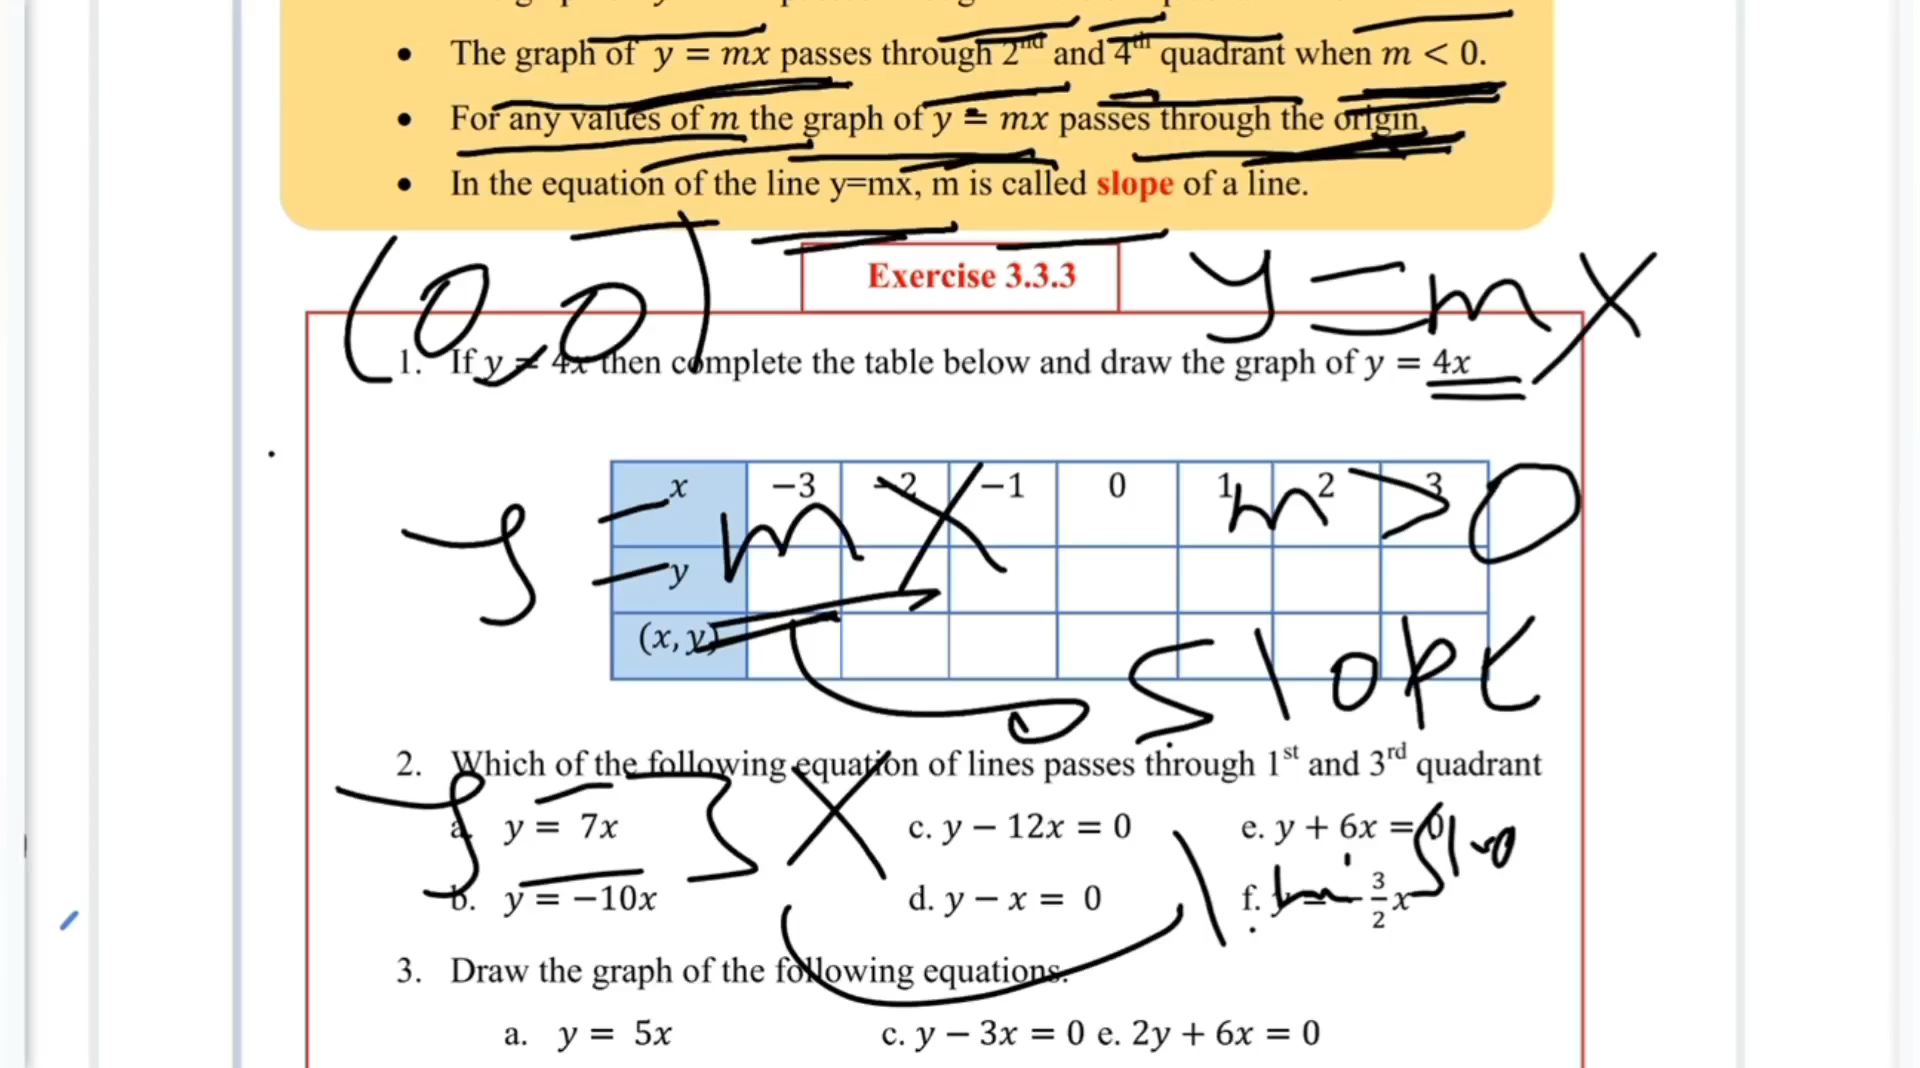 • The graph of y = mx passes through 2nd and 4th quadrant when m < 0.
• For any values of m the graph of y = mx passes through the origin.
• In the equation of the line y=mx, m is called slope of a line.
(0,0)
Exercise 3.3.3
y = mx
1. If y = 4x then complete the table below and draw the graph of y = 4x
x −3 −2 −1 0 1 2 3
y = mx
m > 0
y
(x, y)
slope
2. Which of the following equation of lines passes through 1st and 3rd quadrant
y = 3x
a. y = 7x c. y − 12x = 0 e. y + 6x = 0
b. y = −10x d. y − x = 0 f. 3/2 x
3. Draw the graph of the following equations.
a. y = 5x c. y − 3x = 0 e. 2y + 6x = 0